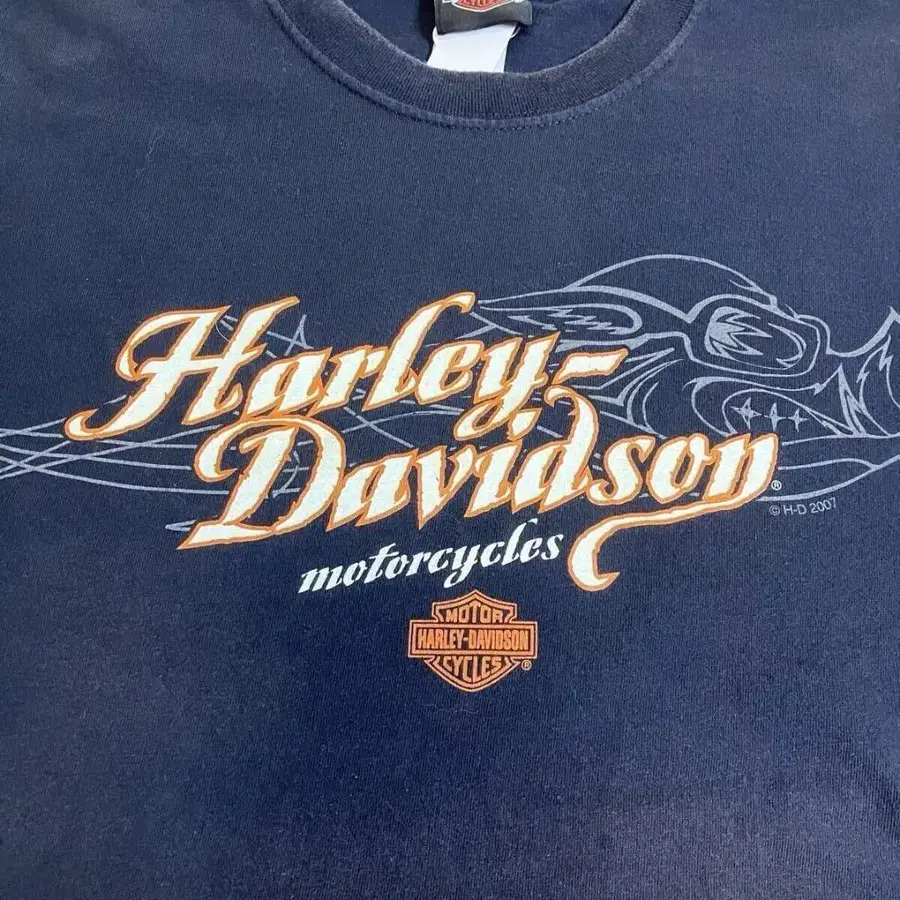 Harley-
Davidson®
© H-D 2007
motorcycles
MOTOR
HARLEY-DAVIDSON
CYCLES®